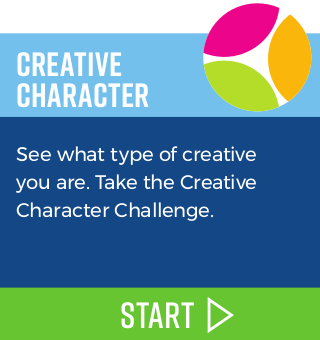 CREATIVE
CHARACTER
See what type of creative
you are. Take the Creative
Character Challenge.
START